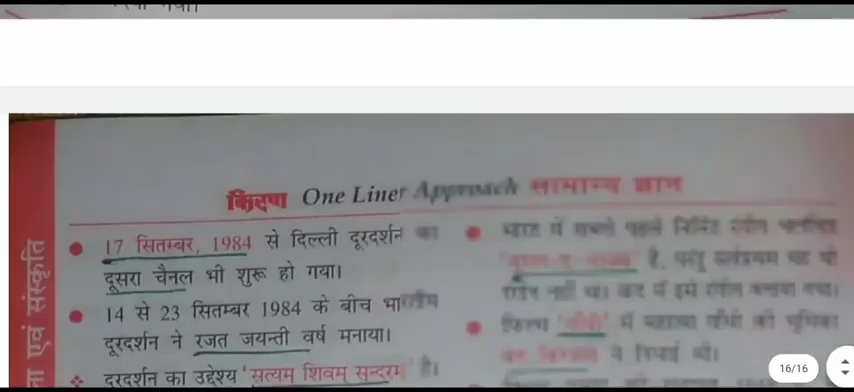 किरण One Liner Approach सामान्य ज्ञान
एवं संस्कृति
17 सितम्बर, 1984 से दिल्ली दूरदर्शन का
दूसरा चैनल भी शुरू हो गया।
14 से 23 सितम्बर 1984 के बीच भारतीय
दूरदर्शन ने रजत जयन्ती वर्ष मनाया।
दूरदर्शन का उद्देश्य 'सत्यम् शिवम् सुन्दरम्' है।
भारत में सबसे पहले निर्मित रंगीन चलचित्र
है, परंतु सर्वप्रथम यह भी
रंगीन नहीं था। बाद में इसे रंगीन बनाया गया।
फिल्म 'गाँधी' में महात्मा गाँधी की भूमिका
बेन किंग्सले ने निभाई थी।
16/16